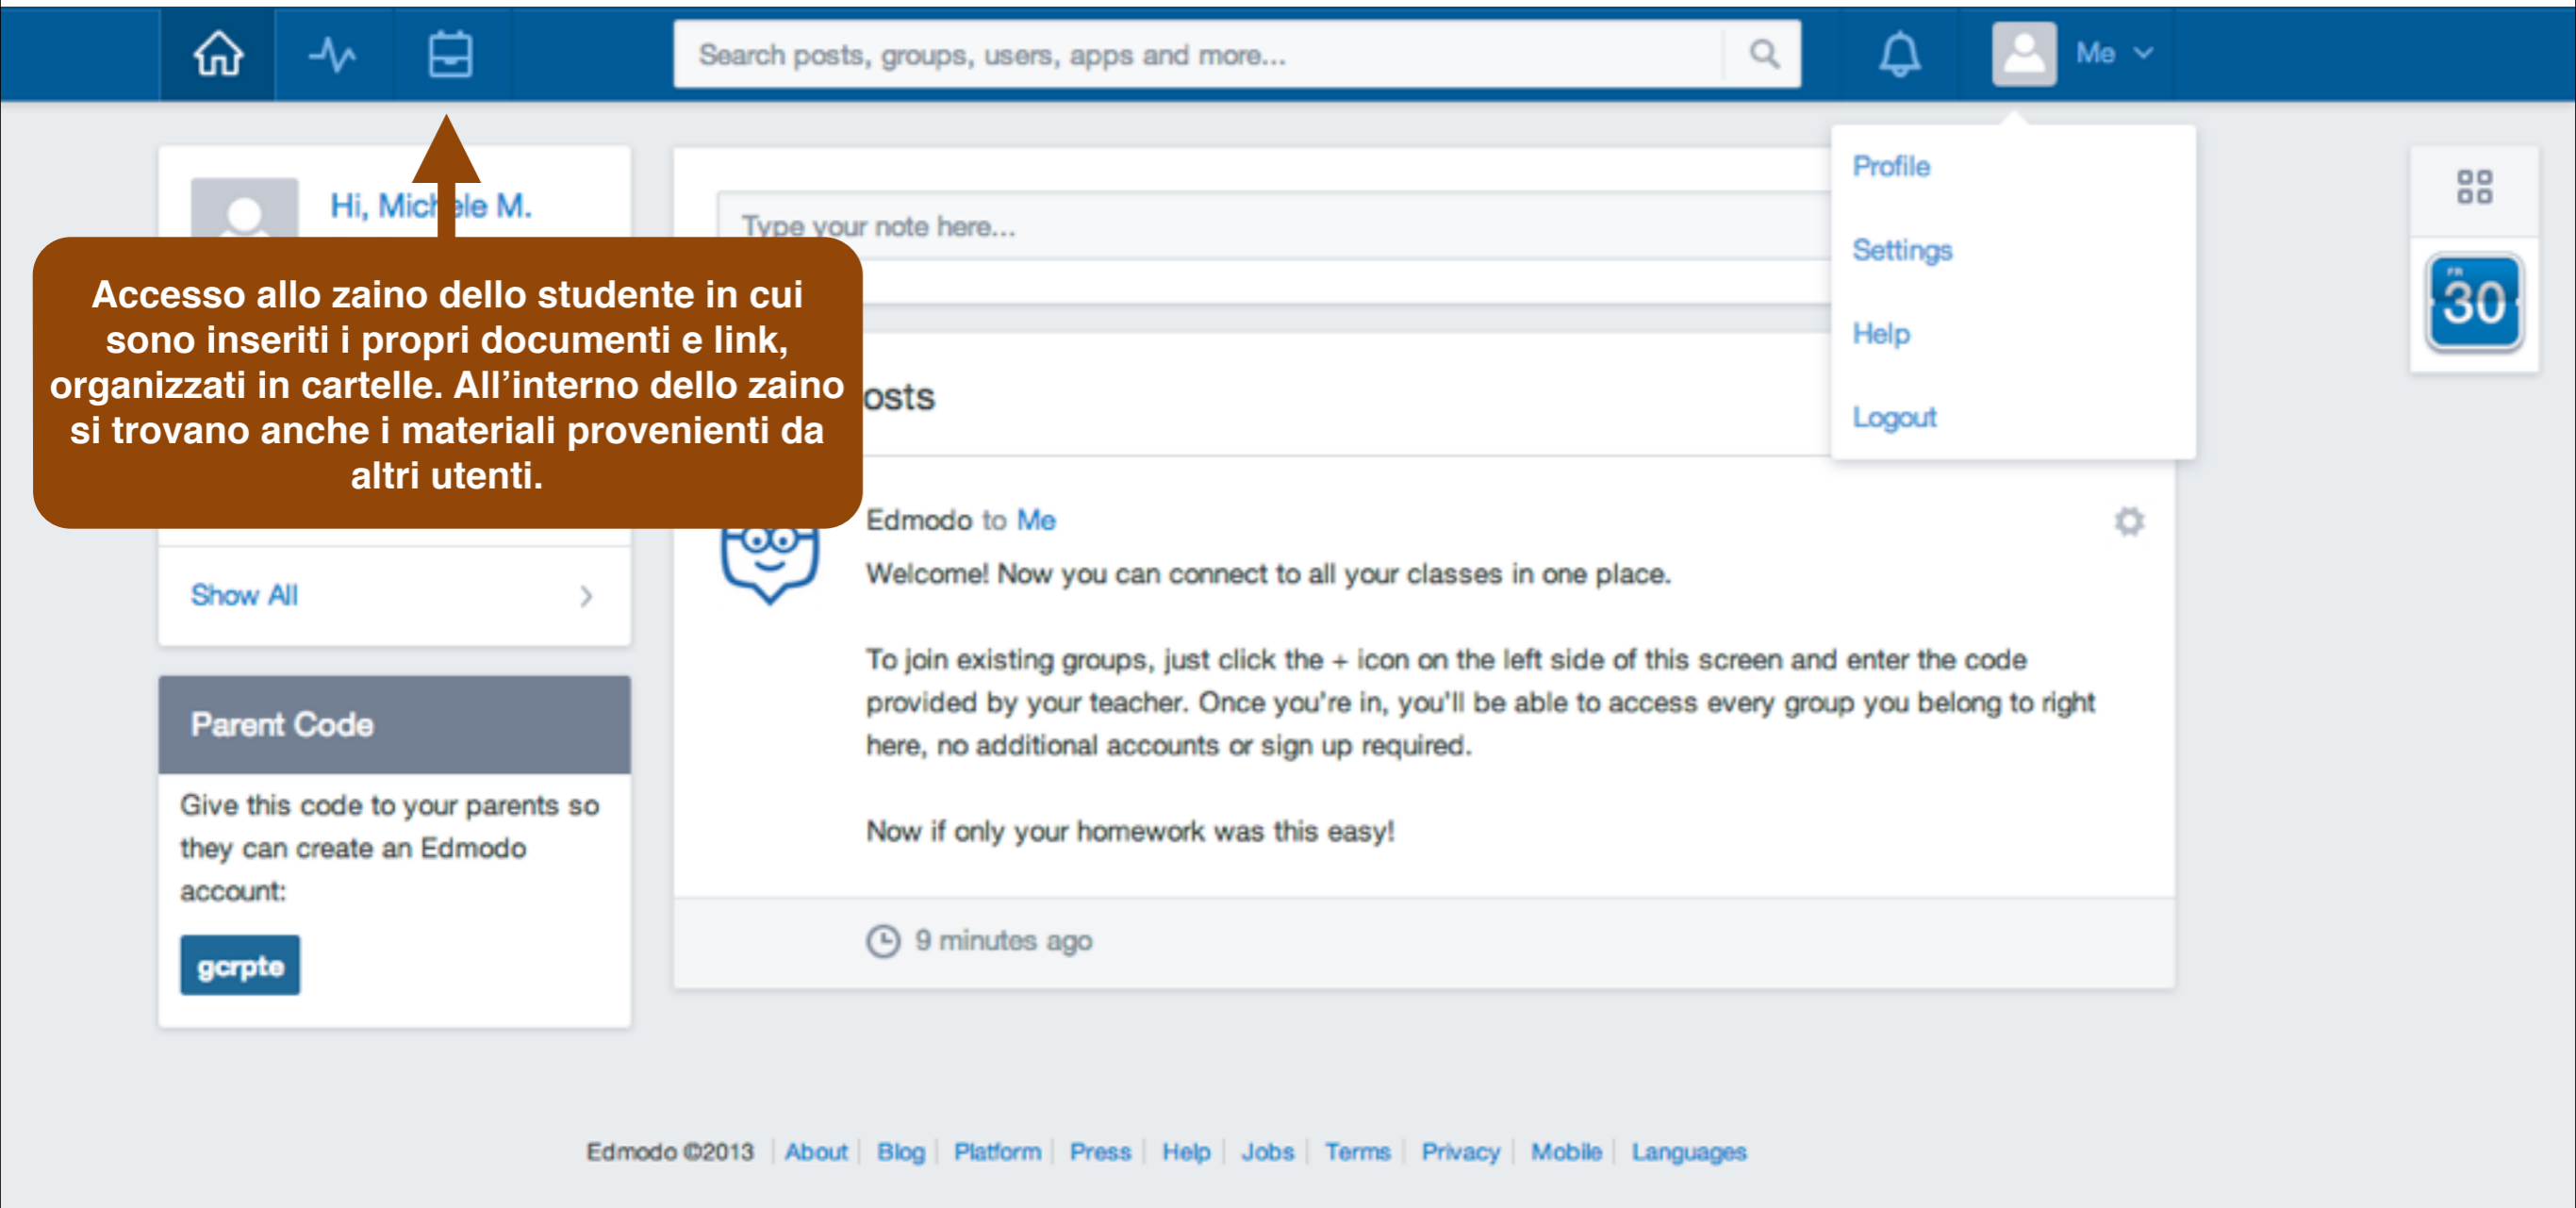 Search posts, groups, users, apps and more...
Me
Profile
Settings
Help
Logout
Hi, Michele M.
Type your note here...
FR
30
Accesso allo zaino dello studente in cui
sono inseriti i propri documenti e link,
organizzati in cartelle. All’interno dello zaino
si trovano anche i materiali provenienti da
altri utenti.
osts
Edmodo to Me
Welcome! Now you can connect to all your classes in one place.
To join existing groups, just click the + icon on the left side of this screen and enter the code
provided by your teacher. Once you're in, you'll be able to access every group you belong to right
here, no additional accounts or sign up required.
Now if only your homework was this easy!
9 minutes ago
Show All
Parent Code
Give this code to your parents so
they can create an Edmodo
account:
gcrpte
Edmodo ©2013 | About | Blog | Platform | Press | Help | Jobs | Terms | Privacy | Mobile | Languages